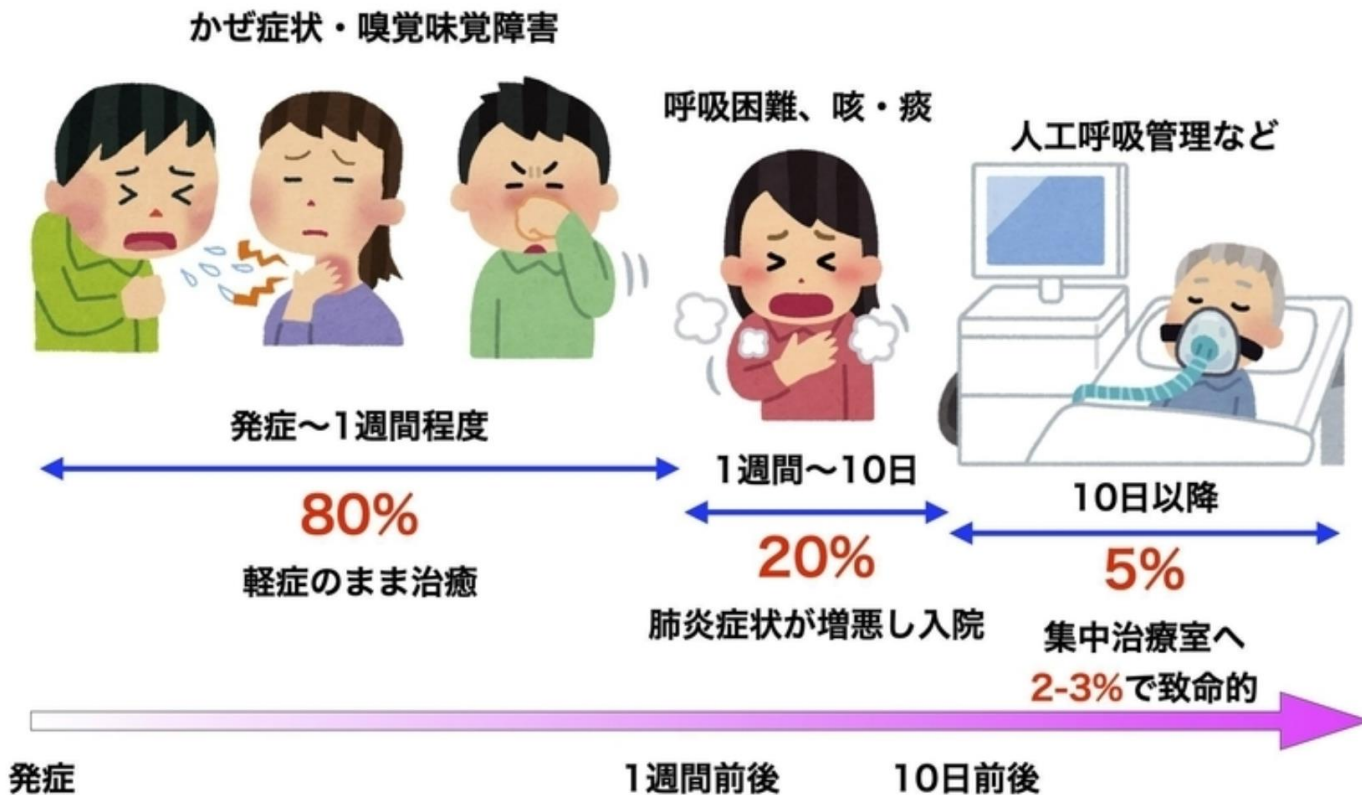 かぜ症状・嗅覚味覚障害
呼吸困難、咳・痰
人工呼吸管理など
発症〜1週間程度
80%
軽症のまま治癒
1週間〜10日
20%
肺炎症状が増悪し入院
10日以降
5%
集中治療室へ
2-3%で致命的
発症
1週間前後
10日前後